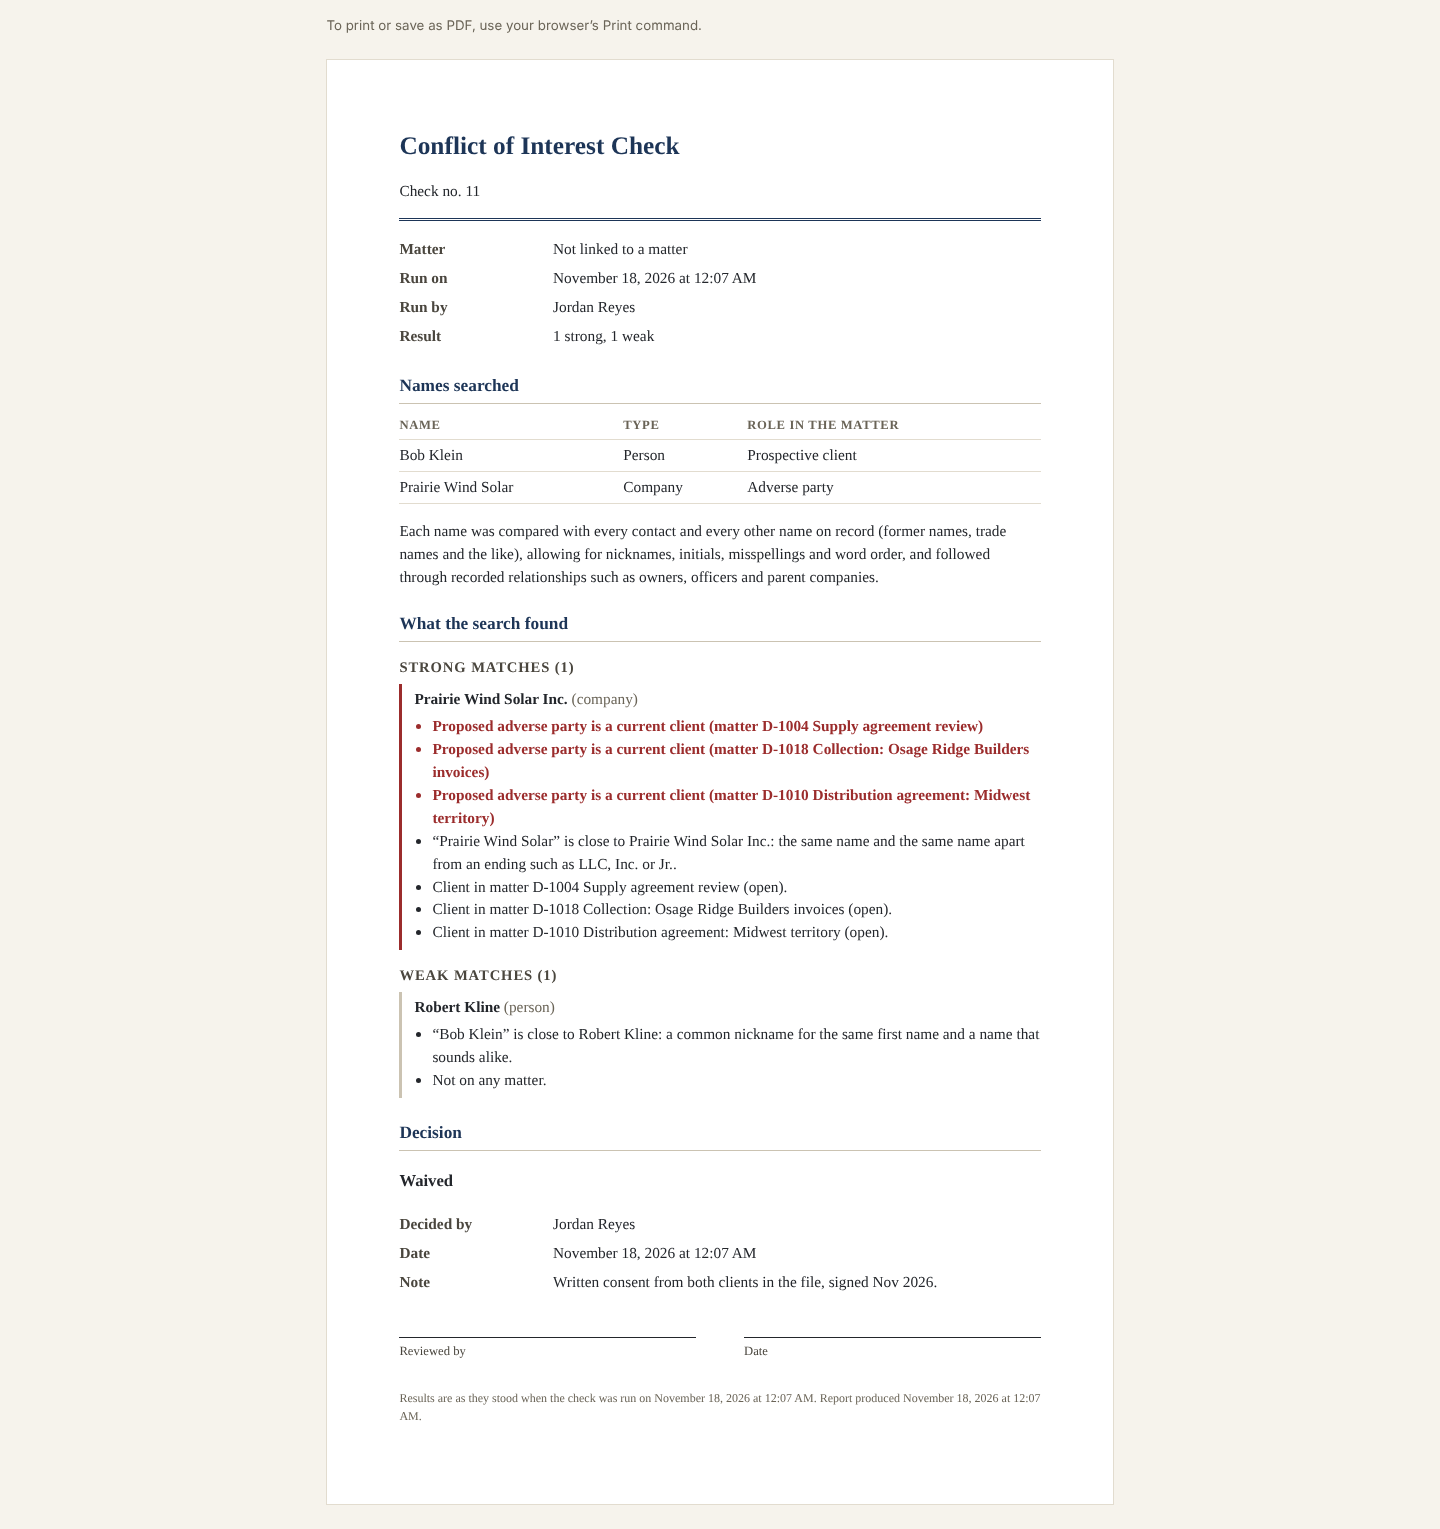 To print or save as PDF, use your browser’s Print command.
Conflict of Interest Check
Check no. 11
Matter Not linked to a matter
Run on November 18, 2026 at 12:07 AM
Run by Jordan Reyes
Result 1 strong, 1 weak
Names searched
NAME TYPE ROLE IN THE MATTER
Bob Klein Person Prospective client
Prairie Wind Solar Company Adverse party
Each name was compared with every contact and every other name on record (former names, trade
names and the like), allowing for nicknames, initials, misspellings and word order, and followed
through recorded relationships such as owners, officers and parent companies.
What the search found
STRONG MATCHES (1)
Prairie Wind Solar Inc. (company)
• Proposed adverse party is a current client (matter D-1004 Supply agreement review)
• Proposed adverse party is a current client (matter D-1018 Collection: Osage Ridge Builders
invoices)
• Proposed adverse party is a current client (matter D-1010 Distribution agreement: Midwest
territory)
• “Prairie Wind Solar” is close to Prairie Wind Solar Inc.: the same name and the same name apart
from an ending such as LLC, Inc. or Jr..
• Client in matter D-1004 Supply agreement review (open).
• Client in matter D-1018 Collection: Osage Ridge Builders invoices (open).
• Client in matter D-1010 Distribution agreement: Midwest territory (open).
WEAK MATCHES (1)
Robert Kline (person)
• “Bob Klein” is close to Robert Kline: a common nickname for the same first name and a name that
sounds alike.
• Not on any matter.
Decision
Waived
Decided by Jordan Reyes
Date November 18, 2026 at 12:07 AM
Note Written consent from both clients in the file, signed Nov 2026.
Reviewed by Date
Results are as they stood when the check was run on November 18, 2026 at 12:07 AM. Report produced November 18, 2026 at 12:07
AM.